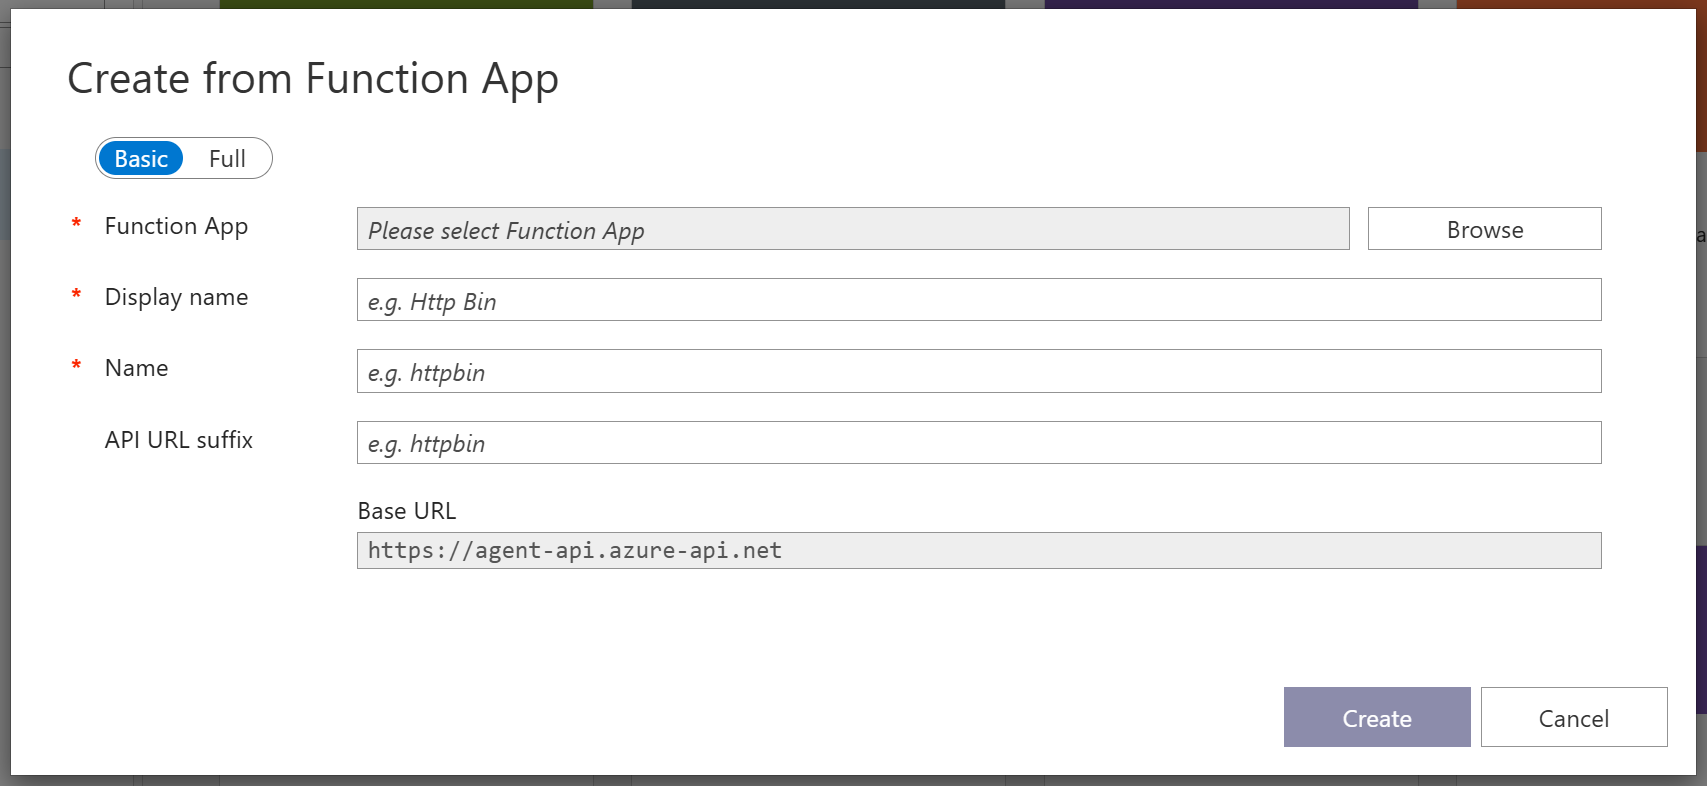 Create from Function App
Basic Full
* Function App Please select Function App Browse
* Display name e.g. Http Bin
* Name e.g. httpbin
API URL suffix e.g. httpbin
Base URL
https://agent-api.azure-api.net
Create Cancel